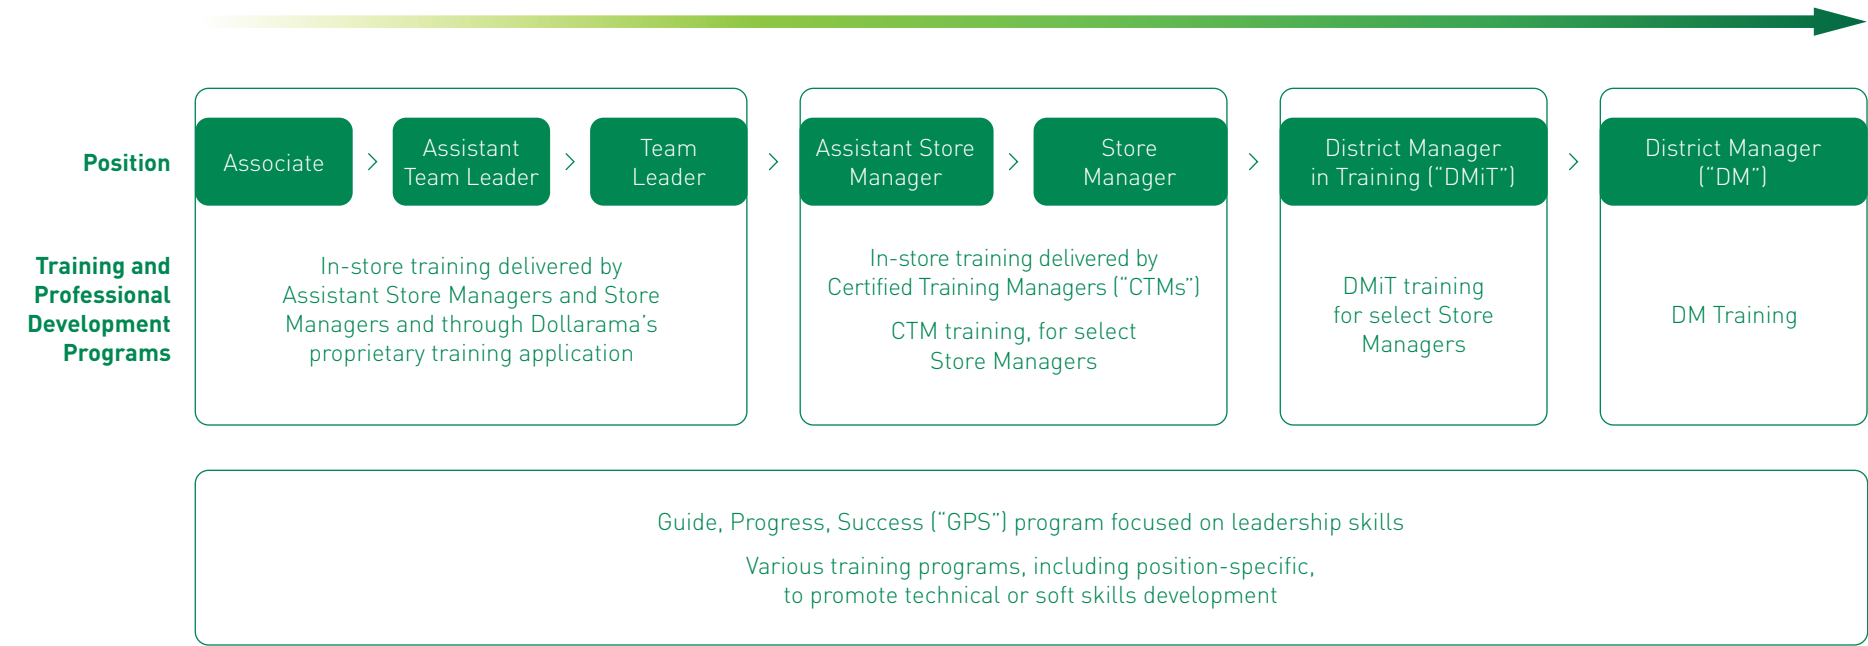 Position
Associate
Assistant
Team Leader
Team
Leader
Assistant Store
Manager
Store
Manager
District Manager
in Training (“DMiT”)
District Manager
(“DM”)
Training and
Professional
Development
Programs
In-store training delivered by
Assistant Store Managers and Store
Managers and through Dollarama’s
proprietary training application
In-store training delivered by
Certified Training Managers (“CTMs”)
CTM training, for select
Store Managers
DMiT training
for select Store
Managers
DM Training
Guide, Progress, Success (“GPS”) program focused on leadership skills
Various training programs, including position-specific,
to promote technical or soft skills development